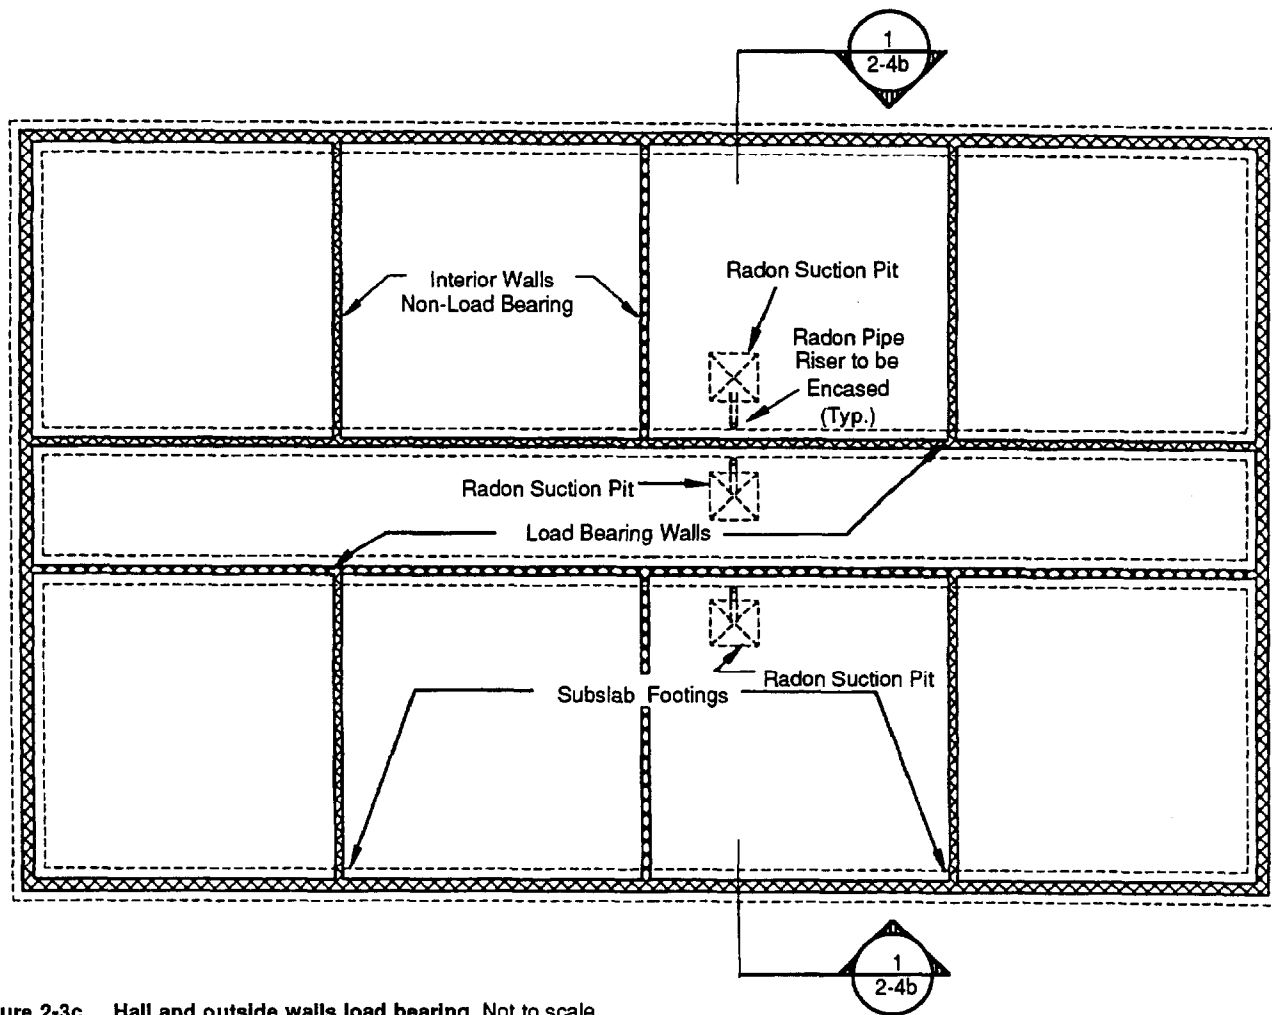 1
2-4b
Radon Suction Pit
Interior Walls
Non-Load Bearing
Radon Pipe
Riser to be
Encased
(Typ.)
Radon Suction Pit
Load Bearing Walls
Radon Suction Pit
Subslab Footings
1
2-4b
2-3c. Hall and outside walls load bearing. Not to scale.